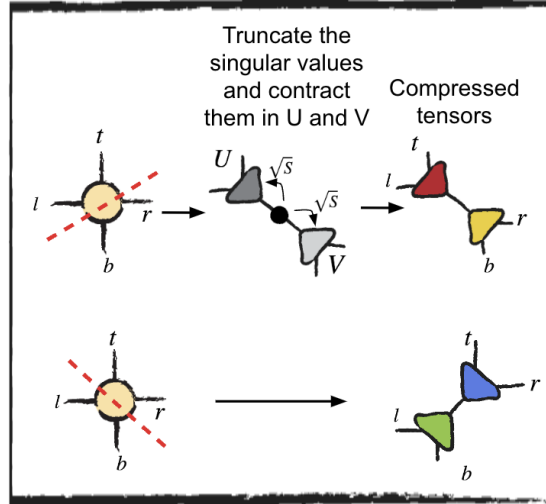 Truncate the
singular values
and contract
them in U and V
Compressed
tensors
t
l
r
b
U
√S
√S
V
t
l
r
b
t
l
r
b
t
l
r
b